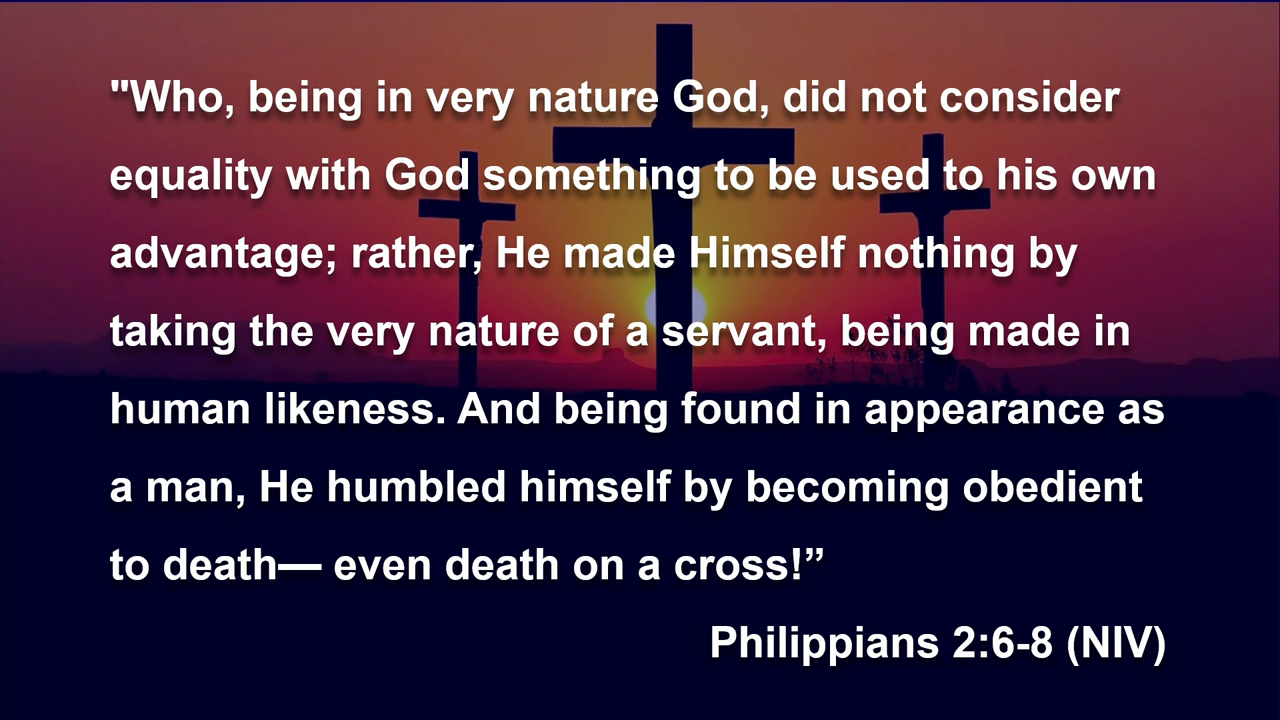 "Who, being in very nature God, did not consider
equality with God something to be used to his own
advantage; rather, He made Himself nothing by
taking the very nature of a servant, being made in
human likeness. And being found in appearance as
a man, He humbled himself by becoming obedient
to death— even death on a cross!”
Philippians 2:6-8 (NIV)